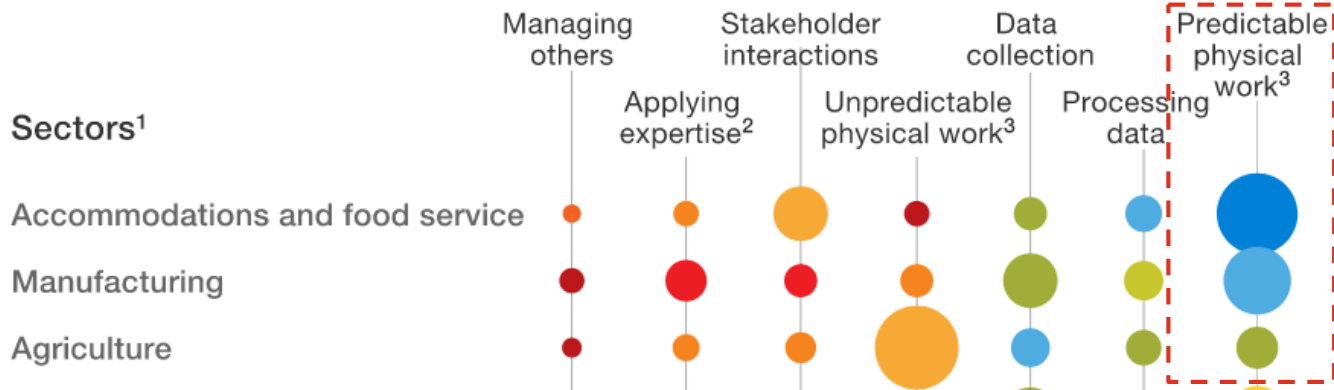 Managing
others
Stakeholder
interactions
Data
collection
Predictable
physical
work³
Applying
expertise²
Unpredictable
physical work³
Processing
data
Sectors¹
Accommodations and food service
Manufacturing
Agriculture